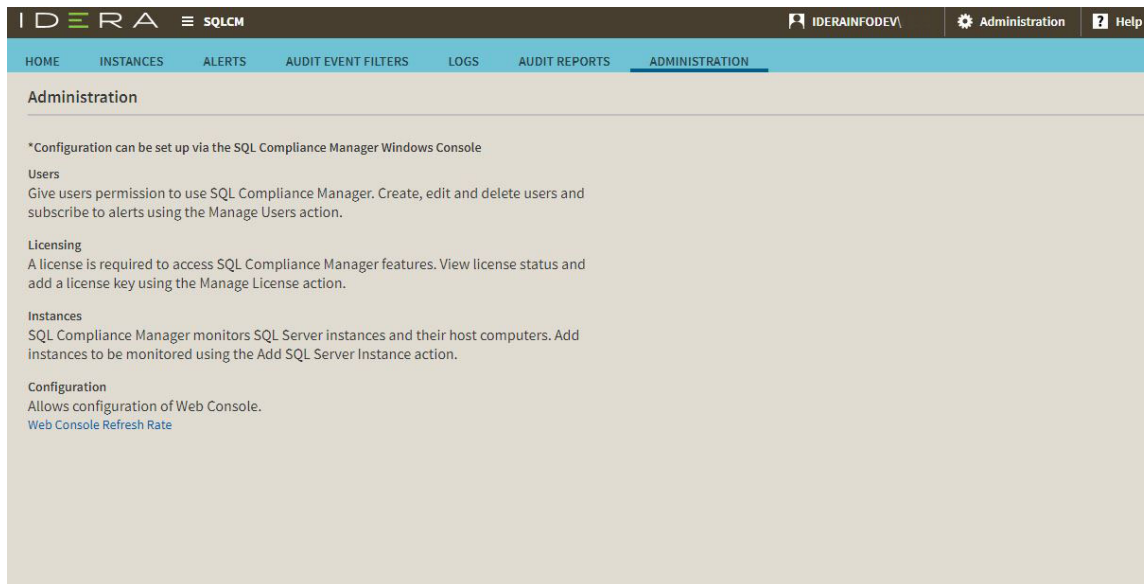 IDERA ≡ SQLCM IDERAINFODEV\ Administration ? Help
HOME INSTANCES ALERTS AUDIT EVENT FILTERS LOGS AUDIT REPORTS ADMINISTRATION
Administration
*Configuration can be set up via the SQL Compliance Manager Windows Console
Users
Give users permission to use SQL Compliance Manager. Create, edit and delete users and
subscribe to alerts using the Manage Users action.
Licensing
A license is required to access SQL Compliance Manager features. View license status and
add a license key using the Manage License action.
Instances
SQL Compliance Manager monitors SQL Server instances and their host computers. Add
instances to be monitored using the Add SQL Server Instance action.
Configuration
Allows configuration of Web Console.
Web Console Refresh Rate